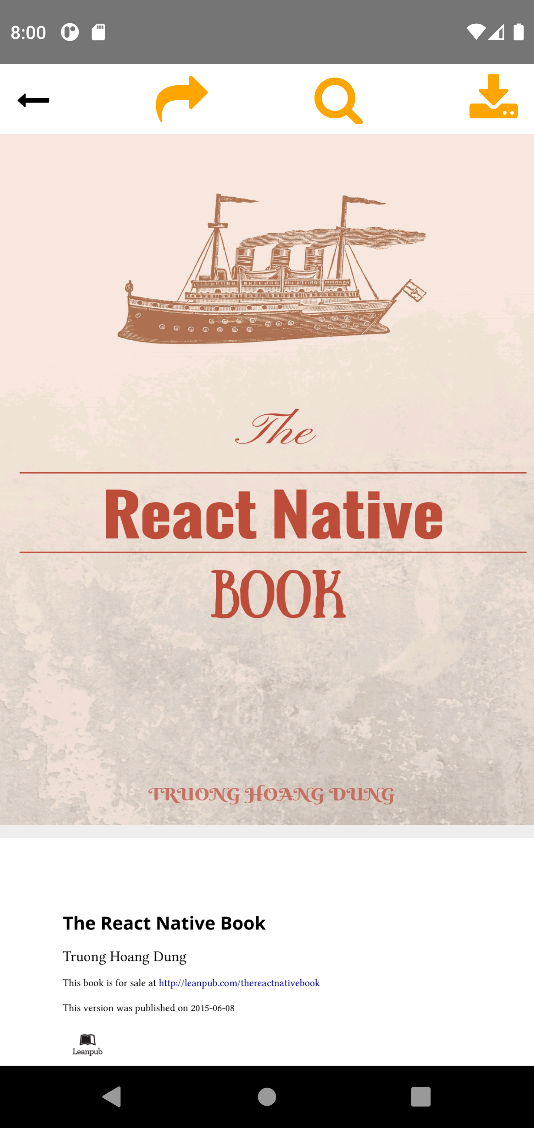 8:00
The
React Native
BOOK
TRUONG HOANG DUNG
The React Native Book
Truong Hoang Dung
This book is for sale at http://leanpub.com/thereactnativebook
This version was published on 2015-06-08
Leanpub